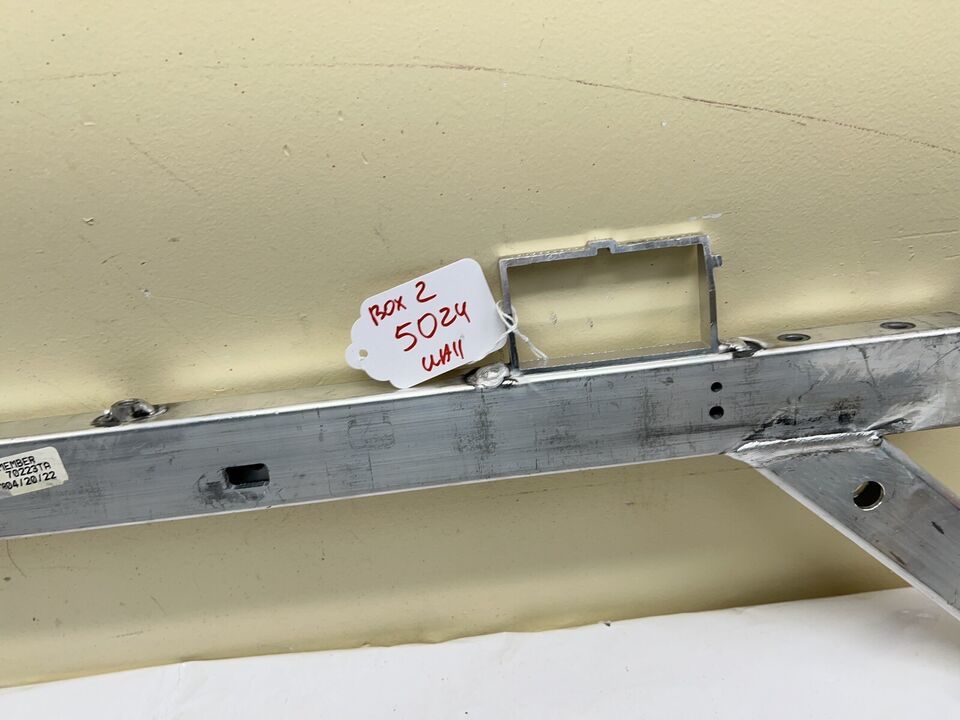 BOX 2
5024
WAll
MEMBER
70223TA
04/20/22